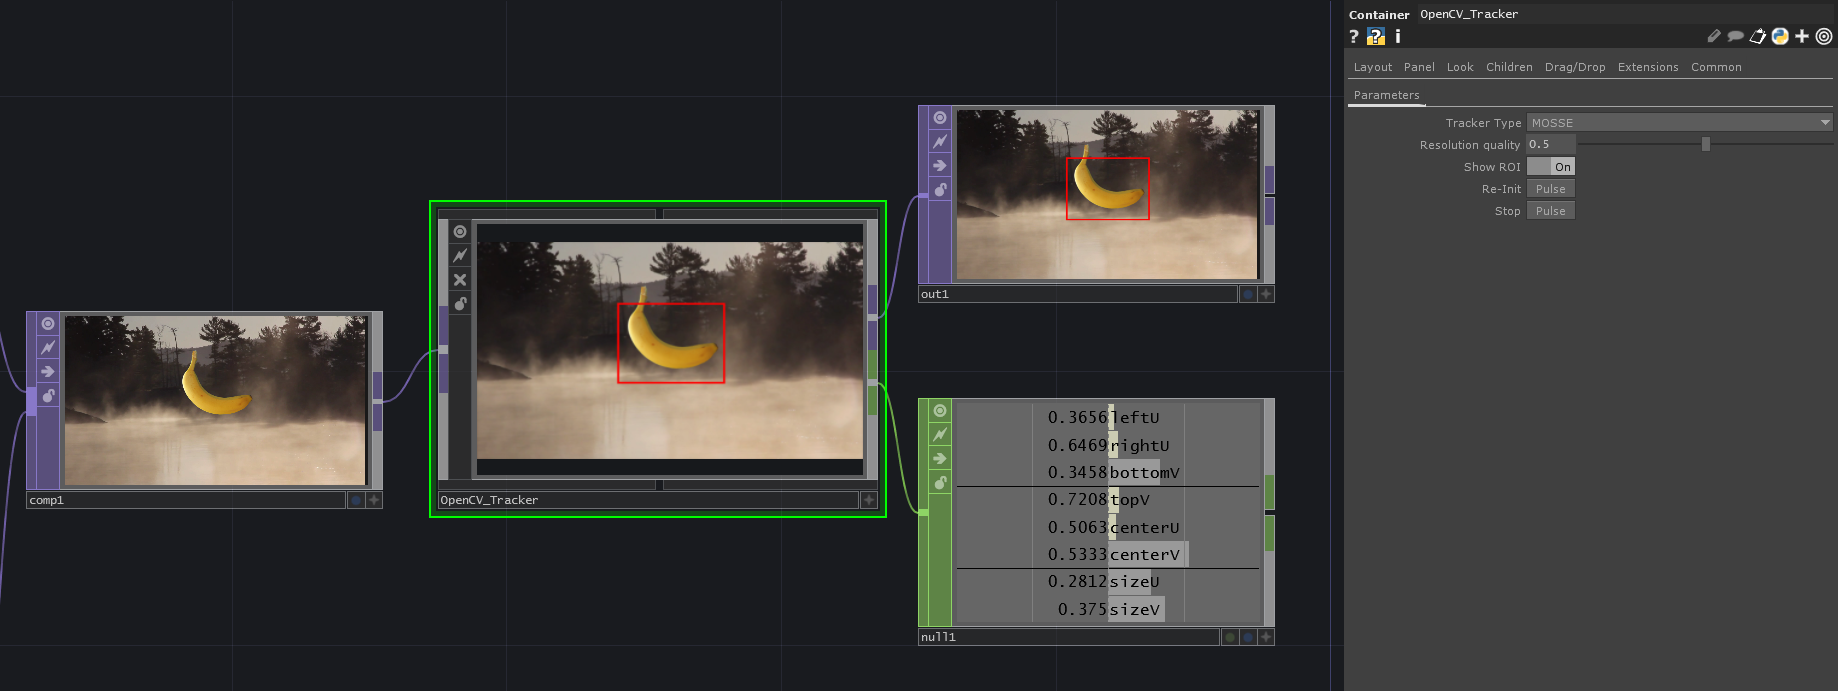 comp1
OpenCV_Tracker
out1
0.3656 leftU
0.6469 rightU
0.3458 bottomV
0.7208 topV
0.5063 centerU
0.5333 centerV
0.2812 sizeU
0.375 sizeV
null1
Container OpenCV_Tracker
? ? i
Layout Panel Look Children Drag/Drop Extensions Common
Parameters
Tracker Type MOSSE
Resolution quality 0.5
Show ROI On
Re-Init Pulse
Stop Pulse